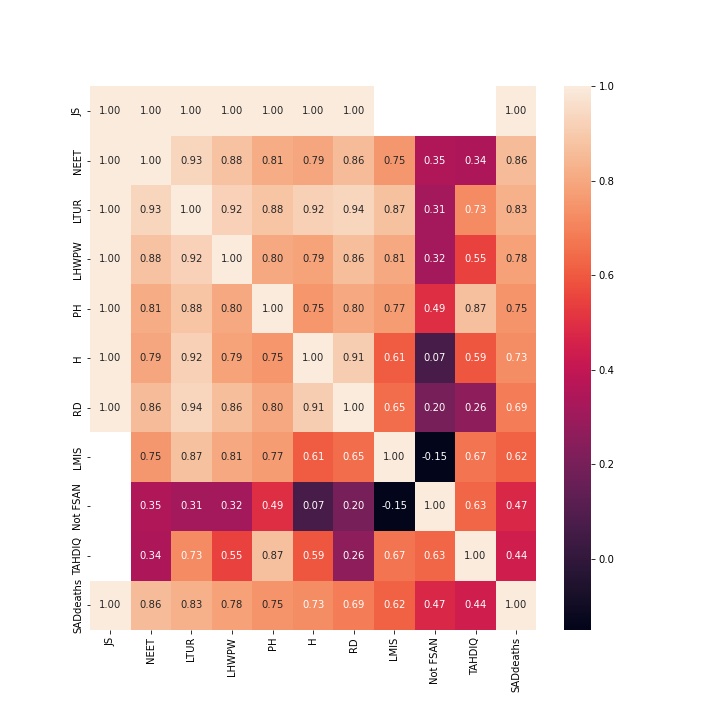 JS 1.00 1.00 1.00 1.00 1.00 1.00 1.00 1.00
NEET 1.00 1.00 0.93 0.88 0.81 0.79 0.86 0.75 0.35 0.34 0.86
LTUR 1.00 0.93 1.00 0.92 0.88 0.92 0.94 0.87 0.31 0.73 0.83
LHWPW 1.00 0.88 0.92 1.00 0.80 0.79 0.86 0.81 0.32 0.55 0.78
PH 1.00 0.81 0.88 0.80 1.00 0.75 0.80 0.77 0.49 0.87 0.75
H 1.00 0.79 0.92 0.79 0.75 1.00 0.91 0.61 0.07 0.59 0.73
RD 1.00 0.86 0.94 0.86 0.80 0.91 1.00 0.65 0.20 0.26 0.69
LMIS 0.75 0.87 0.81 0.77 0.61 0.65 1.00 -0.15 0.67 0.62
Not FSAN 0.35 0.31 0.32 0.49 0.07 0.20 -0.15 1.00 0.63 0.47
TAHDIQ 0.34 0.73 0.55 0.87 0.59 0.26 0.67 0.63 1.00 0.44
SADdeaths 1.00 0.86 0.83 0.78 0.75 0.73 0.69 0.62 0.47 0.44 1.00
JS NEET LTUR LHWPW PH H RD LMIS Not FSAN TAHDIQ SADdeaths
1.0
0.8
0.6
0.4
0.2
0.0